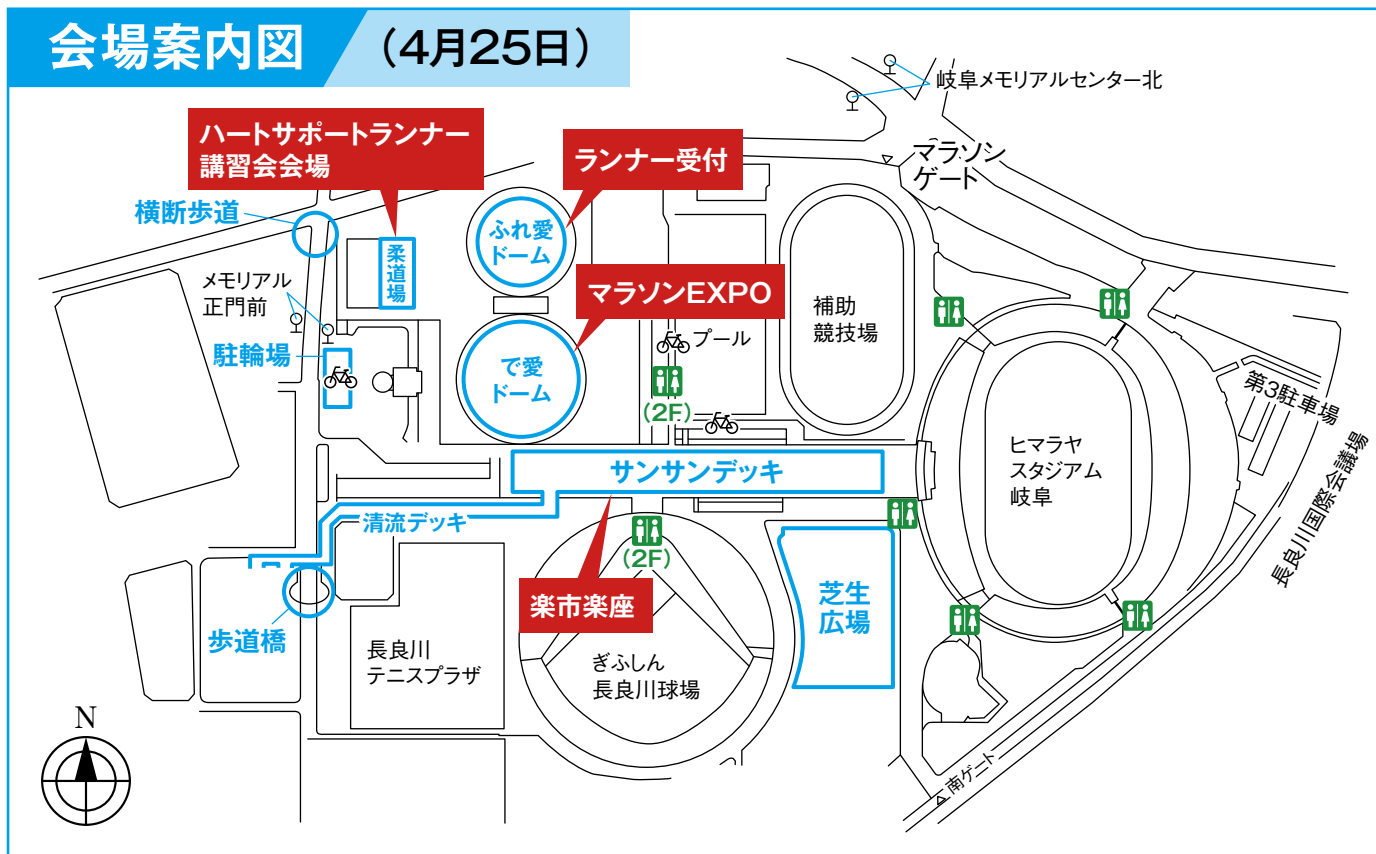 会場案内図
(4月25日)
岐阜メモリアルセンター北
ハートサポートランナー
講習会会場
ランナー受付
マラソン
ゲート
横断歩道
ふれ愛
ドーム
柔道場
メモリアル
正門前
マラソンEXPO
補助
競技場
プール
駐輪場
で愛
ドーム
(2F)
第3駐車場
サンサンデッキ
ヒマラヤ
スタジアム
岐阜
長良川国際会議場
清流デッキ
(2F)
楽市楽座
芝生
広場
歩道橋
長良川
テニスプラザ
ぎふしん
長良川球場
N
南ゲート